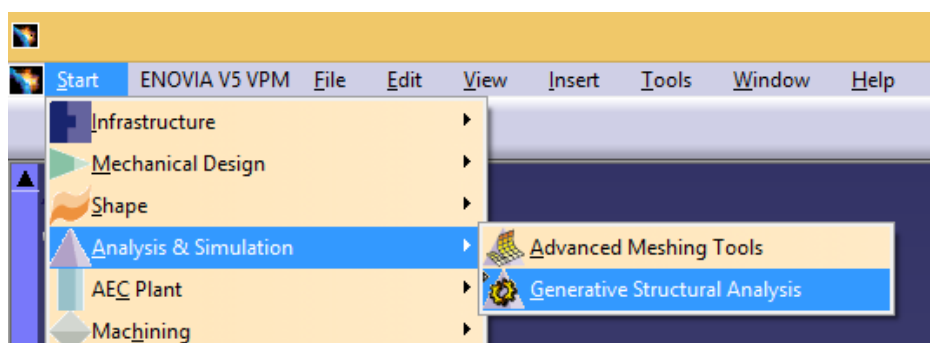 Start ENOVIA V5 VPM File Edit View Insert Tools Window Help
Infrastructure
Mechanical Design
Shape
Analysis & Simulation
Advanced Meshing Tools
AEC Plant
Generative Structural Analysis
Machining